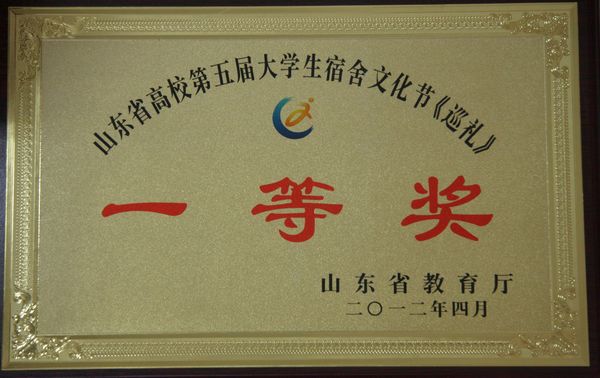 山东省高校第五届大学生宿舍文化节《巡礼》
一等奖
山东省教育厅
二〇一二年四月